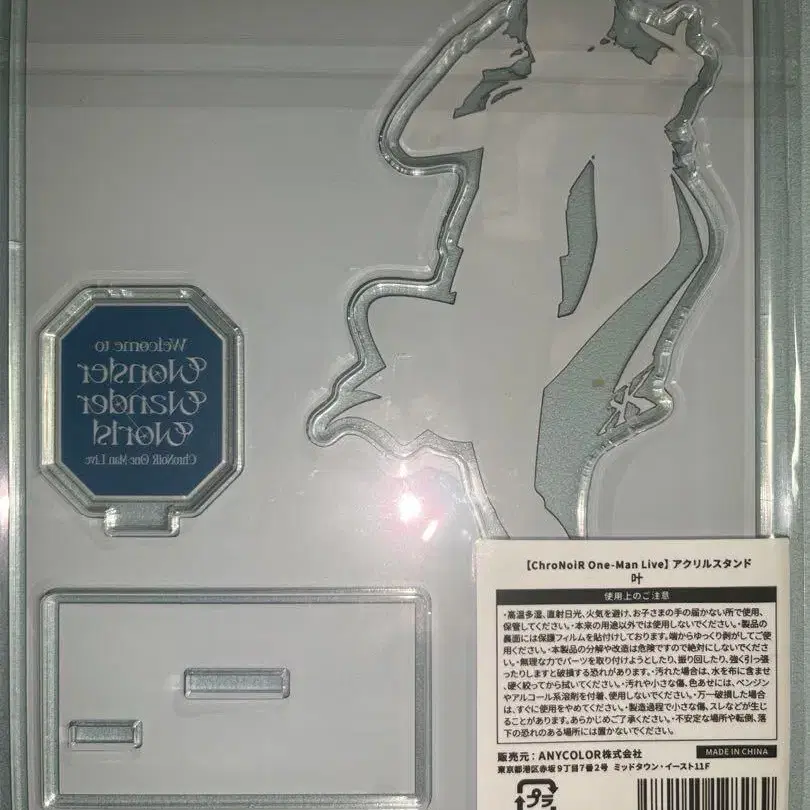 Welcome to
Wonder
Wander
World
ChroNoiR One Man Live
【ChroNoiR One-Man Live】アクリルスタンド
叶
使用上のご注意
・高温多湿、直射日光、火気を避け、お子さまの手の届かない所で使用、
保管してください。・本来の用途以外では使用しないでください。・製品の
裏面には保護フィルムを貼付けしております。端からゆっくり剥がしてご使
用ください。・本製品の分解や改造は危険ですので絶対にしないでくださ
い。・無理な力でパーツを取り付けようとしたり、振り回したり、強く引っ張
ったりしますと破損する恐れがあります。・汚れた場合は、水を布に含ませ
、硬く絞ってから拭いてください。・汚れや小さな傷、色あせには、ベンジン
やアルコール系溶剤を付着、使用しないでください。・万一破損した場合
は、すぐに使用をやめてください。・製造過程で小さな傷、スレなどが生じ
ることがあります。あらかじめご了承ください。・不安定な場所や転倒、落
下の恐れのある場所には置かないでください。
販売元：ANYCOLOR株式会社
MADE IN CHINA
東京都港区赤坂9丁目7番2号 ミッドタウン・イースト11F
プラ